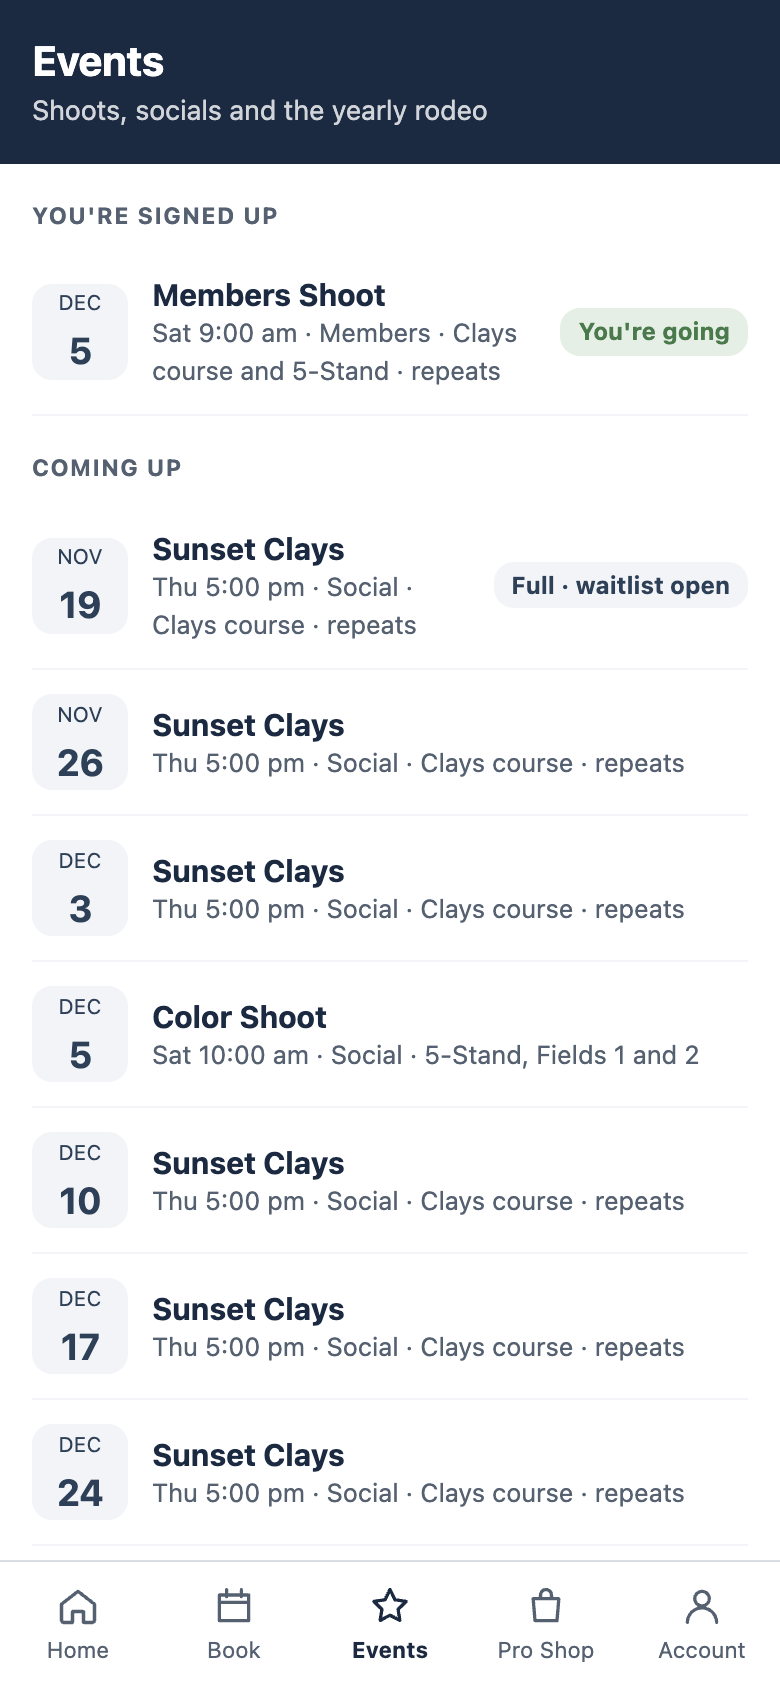 Events
Shoots, socials and the yearly rodeo
YOU'RE SIGNED UP
DEC
5
Members Shoot
Sat 9:00 am · Members · Clays
course and 5-Stand · repeats
You're going
COMING UP
NOV
19
Sunset Clays
Thu 5:00 pm · Social ·
Clays course · repeats
Full · waitlist open
NOV
26
Sunset Clays
Thu 5:00 pm · Social · Clays course · repeats
DEC
3
Sunset Clays
Thu 5:00 pm · Social · Clays course · repeats
DEC
5
Color Shoot
Sat 10:00 am · Social · 5-Stand, Fields 1 and 2
DEC
10
Sunset Clays
Thu 5:00 pm · Social · Clays course · repeats
DEC
17
Sunset Clays
Thu 5:00 pm · Social · Clays course · repeats
DEC
24
Sunset Clays
Thu 5:00 pm · Social · Clays course · repeats
Home
Book
Events
Pro Shop
Account